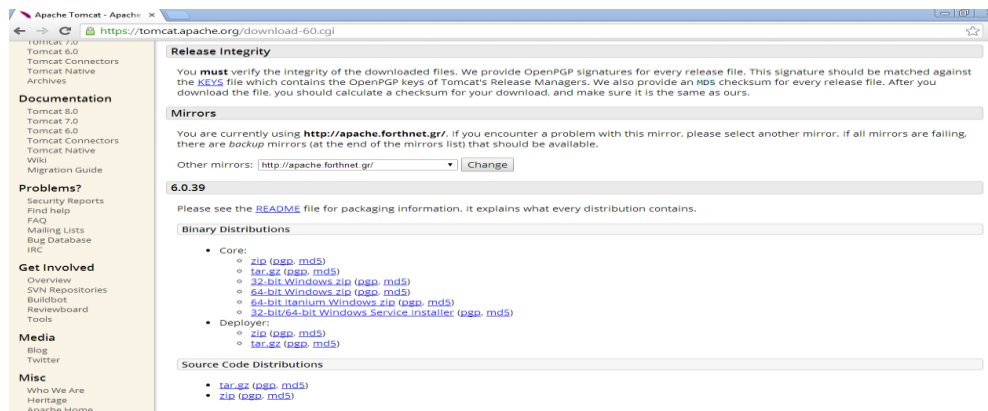 Apache Tomcat - Apache
https://tomcat.apache.org/download-60.cgi
Tomcat 7.0
Tomcat 6.0
Tomcat Connectors
Tomcat Native
Archives
Documentation
Tomcat 8.0
Tomcat 7.0
Tomcat 6.0
Tomcat Connectors
Tomcat Native
Wiki
Migration Guide
Problems?
Security Reports
Find help
FAQ
Mailing Lists
Bug Database
IRC
Get Involved
Overview
SVN Repositories
Buildbot
Reviewboard
Tools
Media
Blog
Twitter
Misc
Who We Are
Heritage
Apache Home
Release Integrity
You must verify the integrity of the downloaded files. We provide OpenPGP signatures for every release file. This signature should be matched against
the KEYS file which contains the OpenPGP keys of Tomcat's Release Managers. We also provide an MD5 checksum for every release file. After you
download the file, you should calculate a checksum for your download, and make sure it is the same as ours.
Mirrors
You are currently using http://apache.forthnet.gr/. If you encounter a problem with this mirror, please select another mirror. If all mirrors are failing,
there are backup mirrors (at the end of the mirrors list) that should be available.
Other mirrors: http://apache.forthnet.gr/ Change
6.0.39
Please see the README file for packaging information. It explains what every distribution contains.
Binary Distributions
Core:
zip (pgp, md5)
tar.gz (pgp, md5)
32-bit Windows zip (pgp, md5)
64-bit Windows zip (pgp, md5)
64-bit Itanium Windows zip (pgp, md5)
32-bit/64-bit Windows Service Installer (pgp, md5)
Deployer:
zip (pgp, md5)
tar.gz (pgp, md5)
Source Code Distributions
tar.gz (pgp, md5)
zip (pgp, md5)